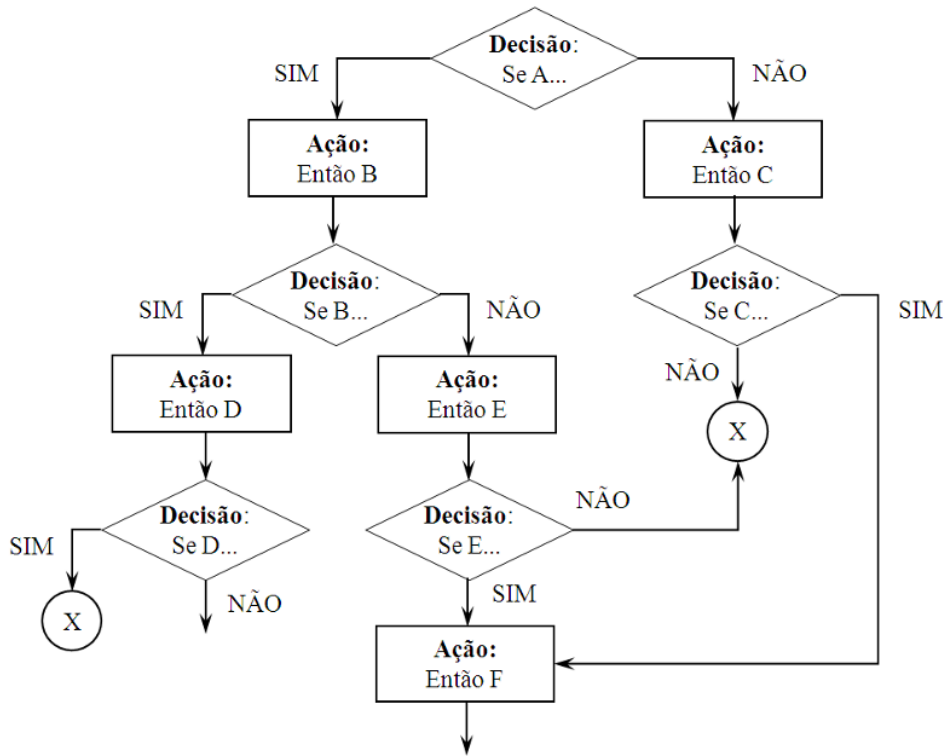 Decisão:
Se A...
SIM
NÃO
Ação:
Então B
Ação:
Então C
Decisão:
Se B...
Decisão:
Se C...
SIM
NÃO
SIM
Ação:
Então D
Ação:
Então E
NÃO
X
Decisão:
Se D...
Decisão:
Se E...
NÃO
SIM
X
NÃO
SIM
Ação:
Então F